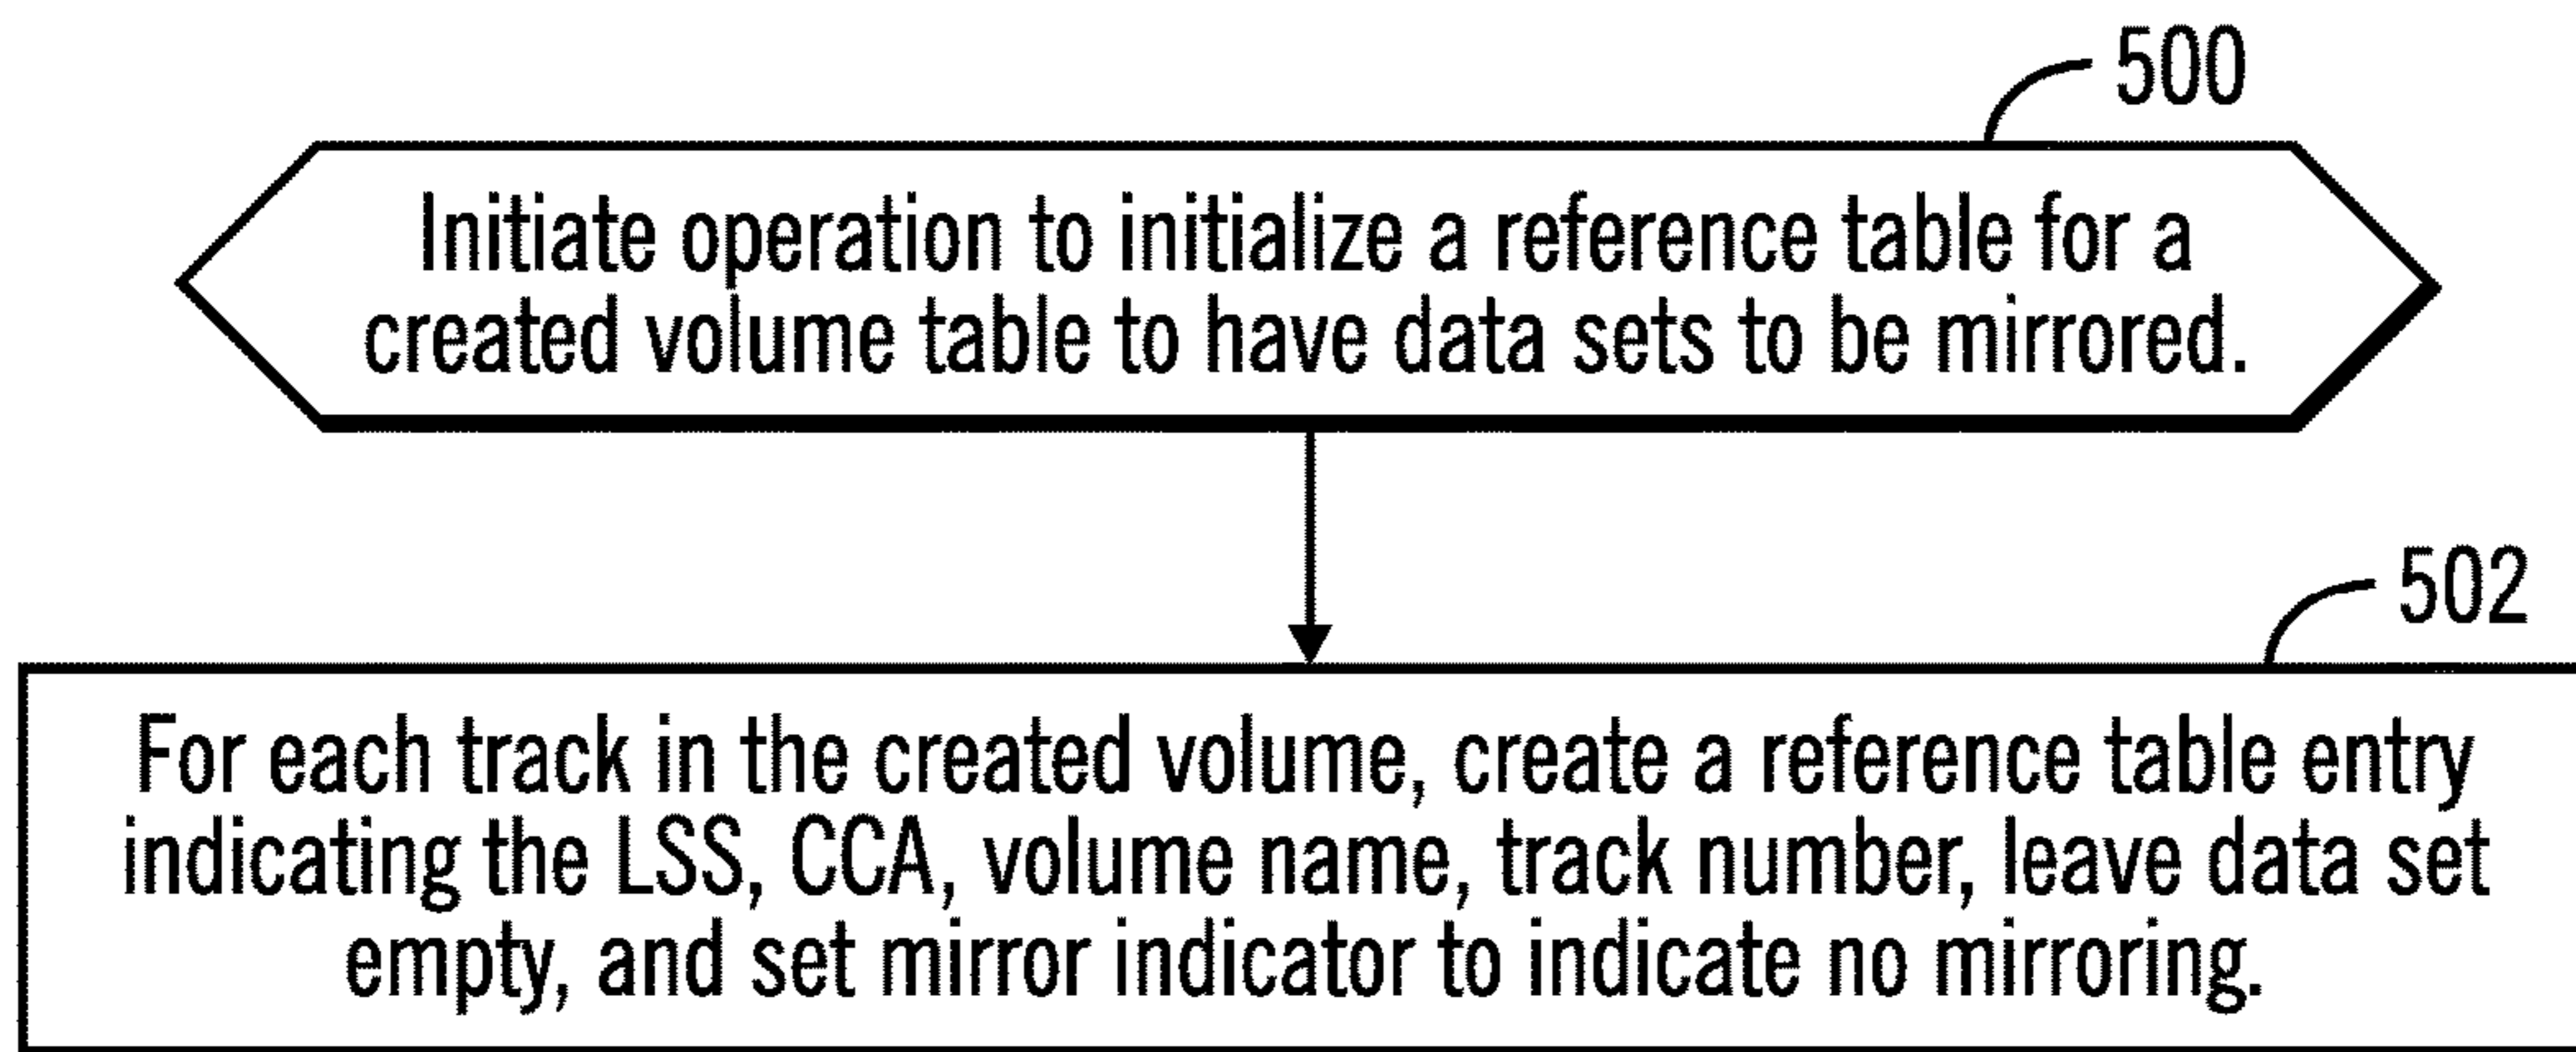 500
Initiate operation to initialize a reference table for a
created volume table to have data sets to be mirrored.
502
For each track in the created volume, create a reference table entry
indicating the LSS, CCA, volume name, track number, leave data set
empty, and set mirror indicator to indicate no mirroring.